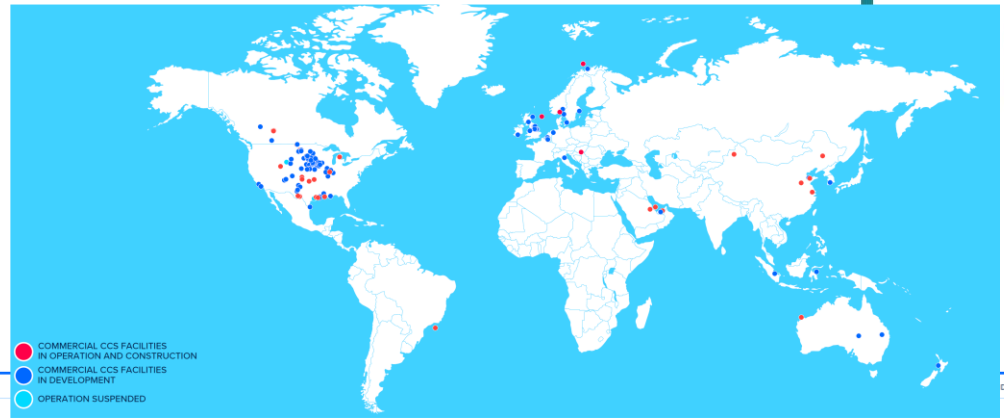 COMMERCIAL CCS FACILITIES
IN OPERATION AND CONSTRUCTION
COMMERCIAL CCS FACILITIES
IN DEVELOPMENT
OPERATION SUSPENDED